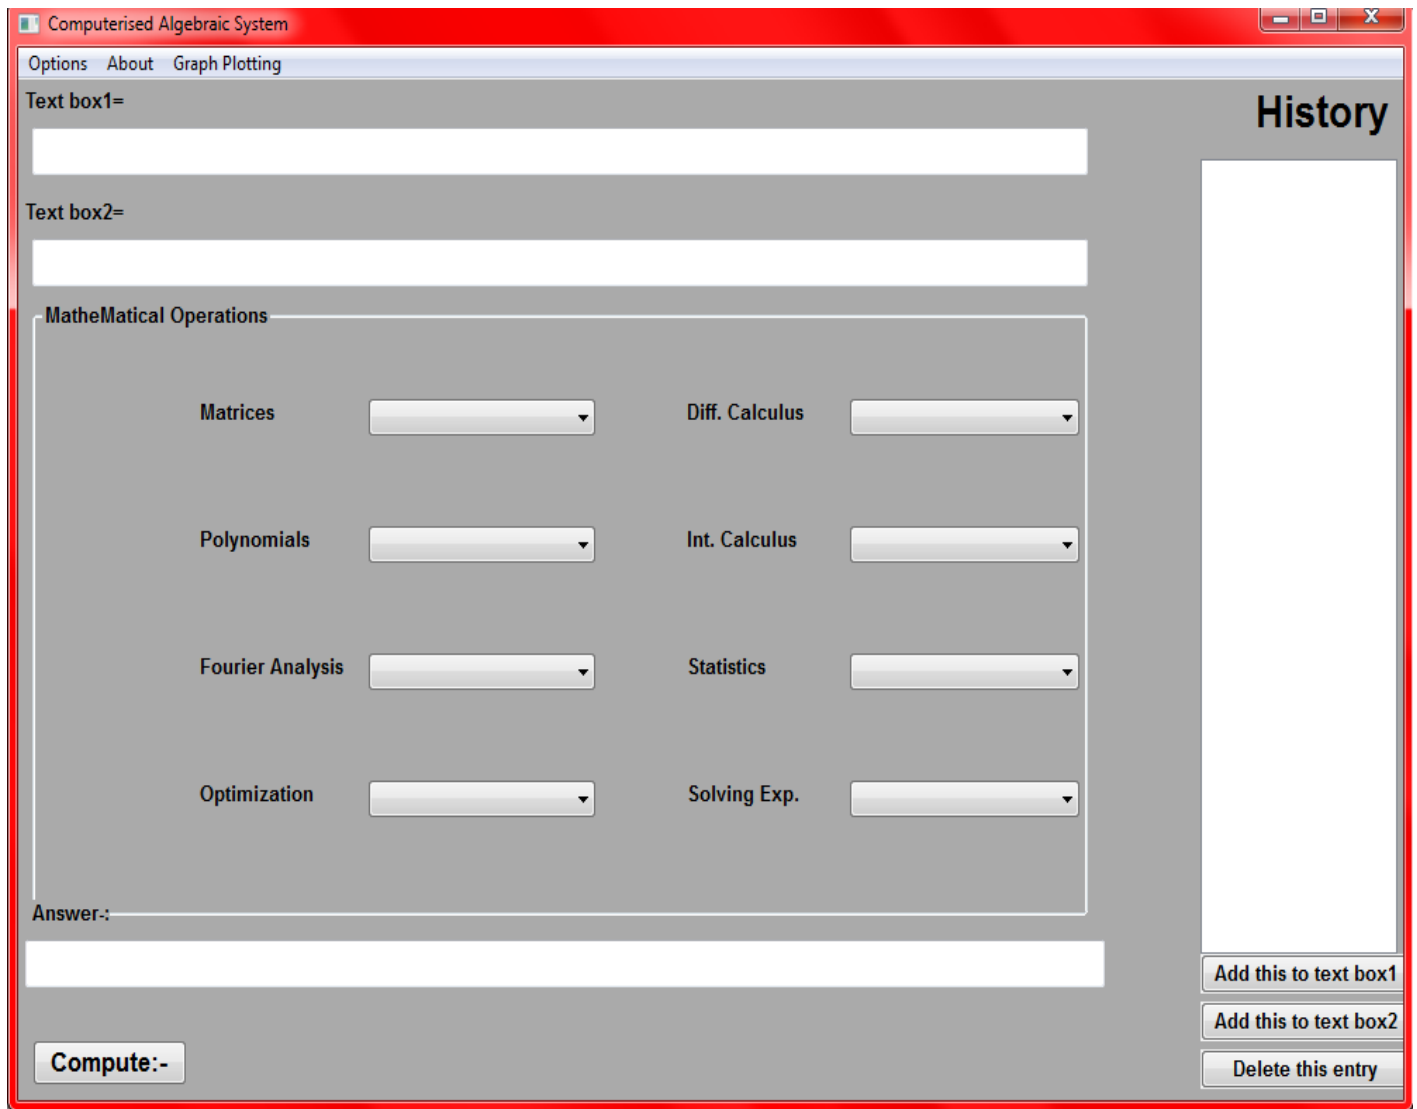 Computerised Algebraic System
Options About Graph Plotting
Text box1=
History
Text box2=
MatheMatical Operations
Matrices Diff. Calculus
Polynomials Int. Calculus
Fourier Analysis Statistics
Optimization Solving Exp.
Answer-:
Add this to text box1
Add this to text box2
Compute:-
Delete this entry